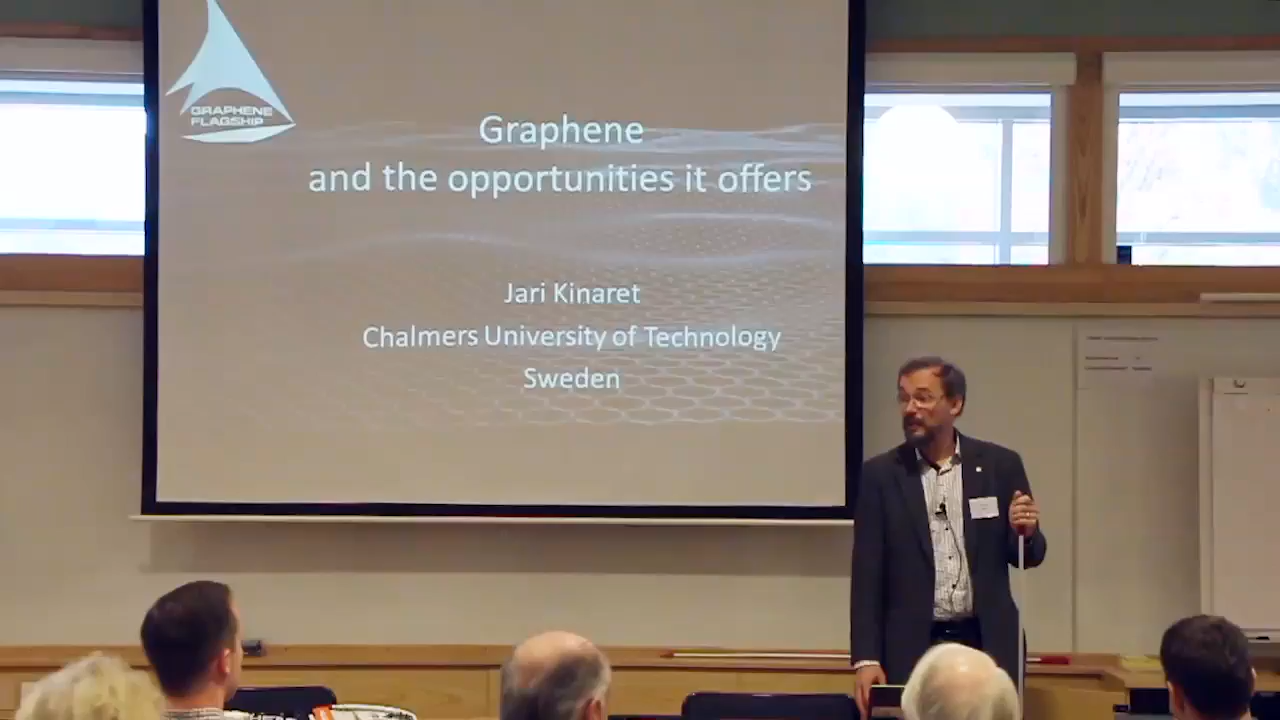 GRAPHENE
FLAGSHIP
Graphene
and the opportunities it offers
Jari Kinaret
Chalmers University of Technology
Sweden